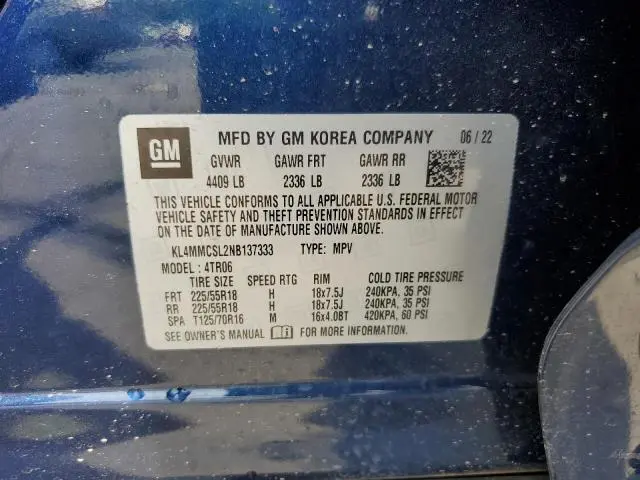 GM MFD BY GM KOREA COMPANY 06/22
GVWR GAWR FRT GAWR RR
4409 LB 2336 LB 2336 LB
THIS VEHICLE CONFORMS TO ALL APPLICABLE U.S. FEDERAL MOTOR
VEHICLE SAFETY AND THEFT PREVENTION STANDARDS IN EFFECT
ON THE DATE OF MANUFACTURE SHOWN ABOVE.
KL4MMCSL2NB137333 TYPE: MPV
MODEL: 4TR06
TIRE SIZE SPEED RTG RIM COLD TIRE PRESSURE
FRT 225/55R18 H 18x7.5J 240KPA, 35 PSI
RR 225/55R18 H 18x7.5J 240KPA, 35 PSI
SPA T125/70R16 M 16x4.0BT 420KPA, 60 PSI
SEE OWNER'S MANUAL FOR MORE INFORMATION.